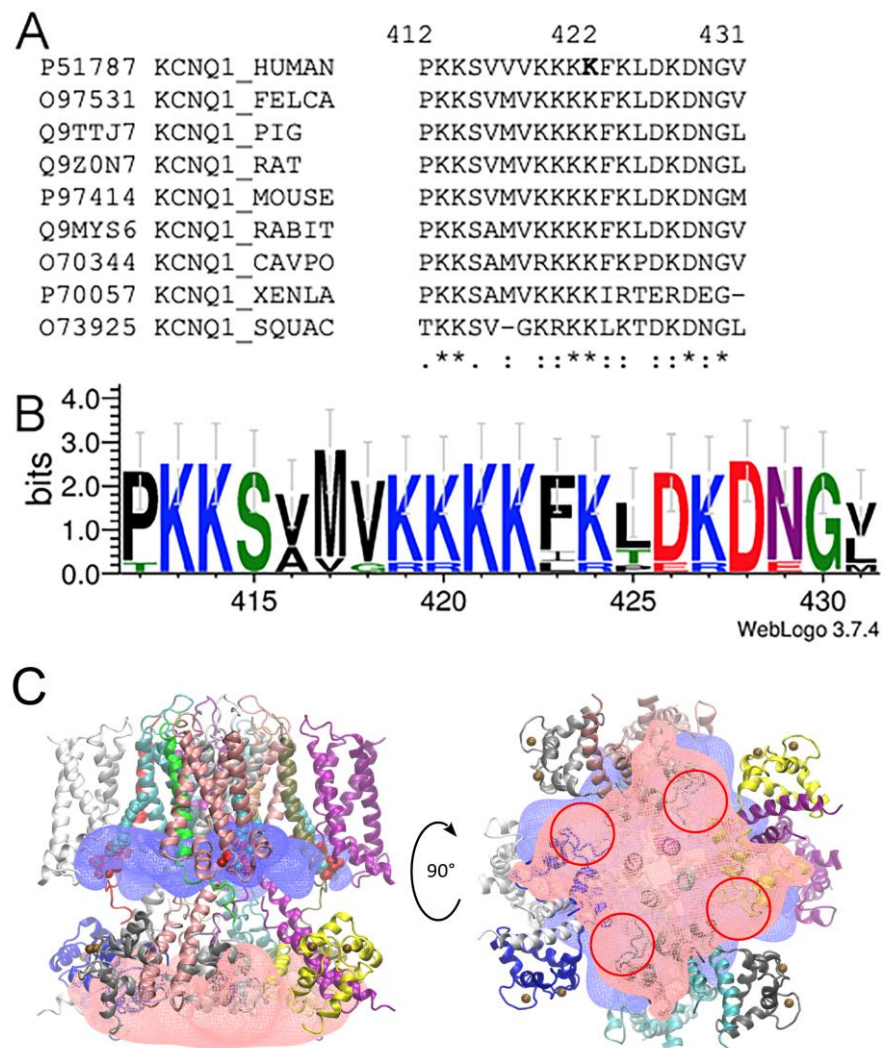 A
412 422 431
P51787 KCNQ1_HUMAN PKKSVVVKKKKFKLDKDNGV
O97531 KCNQ1_FELCA PKKSVMVKKKKFKLDKDNGV
Q9TTJ7 KCNQ1_PIG PKKSVMVKKKKFKLDKDNGL
Q9Z0N7 KCNQ1_RAT PKKSVMVKKKKFKLDKDNGL
P97414 KCNQ1_MOUSE PKKSVMVKKKKFKLDKDNGM
Q9MYS6 KCNQ1_RABIT PKKSAMVKKKKFKLDKDNGV
O70344 KCNQ1_CAVPO PKKSAMVRKKKFKPDKDNGV
P70057 KCNQ1_XENLA PKKSAMVKKKKIRTERDEG-
O73925 KCNQ1_SQUAC TKKSV-GKRKKLKTDKDNGL
.**. : ::**:: ::*:*
B
4.0
3.0
bits
2.0
1.0
0.0
415 420 425 430
WebLogo 3.7.4
C
90°